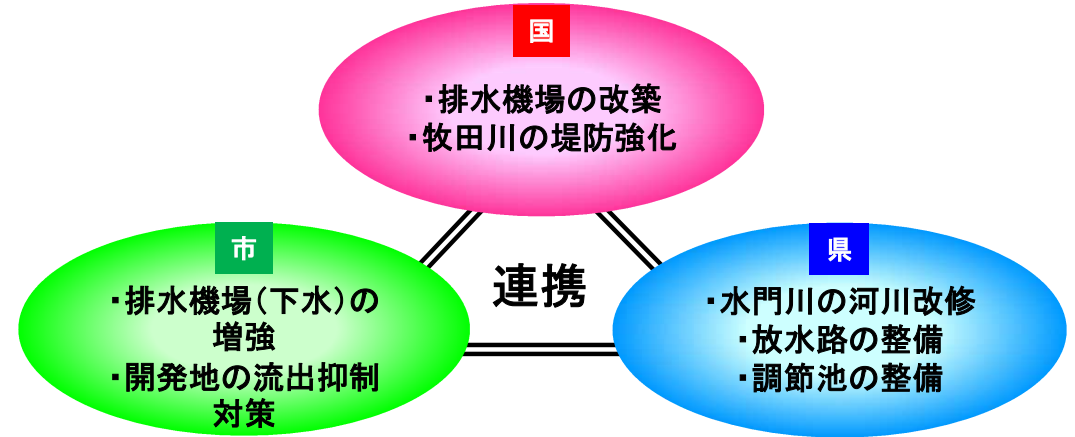 国
・排水機場の改築
・牧田川の堤防強化
連携
市
・排水機場(下水)の
増強
・開発地の流出抑制
対策
県
・水門川の河川改修
・放水路の整備
・調節池の整備